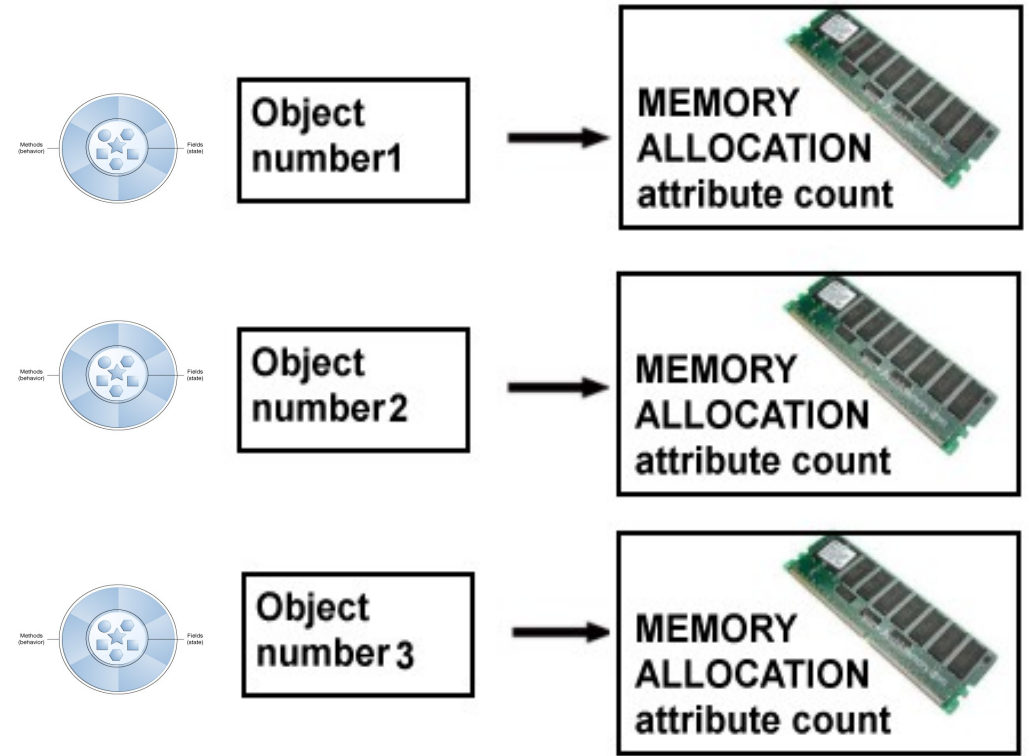 Methods
(behavior)
Fields
(state)
Object
number1
MEMORY
ALLOCATION
attribute count
Methods
(behavior)
Fields
(state)
Object
number2
MEMORY
ALLOCATION
attribute count
Methods
(behavior)
Fields
(state)
Object
number 3
MEMORY
ALLOCATION
attribute count